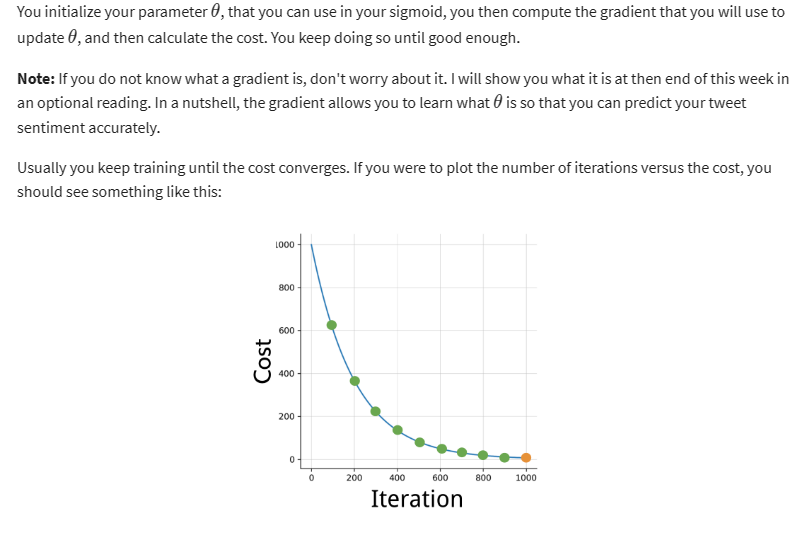 You initialize your parameter θ, that you can use in your sigmoid, you then compute the gradient that you will use to
update θ, and then calculate the cost. You keep doing so until good enough.
Note: If you do not know what a gradient is, don't worry about it. I will show you what it is at then end of this week in
an optional reading. In a nutshell, the gradient allows you to learn what θ is so that you can predict your tweet
sentiment accurately.
Usually you keep training until the cost converges. If you were to plot the number of iterations versus the cost, you
should see something like this:
1000
800
600
400
200
0
Cost
0 200 400 600 800 1000
Iteration